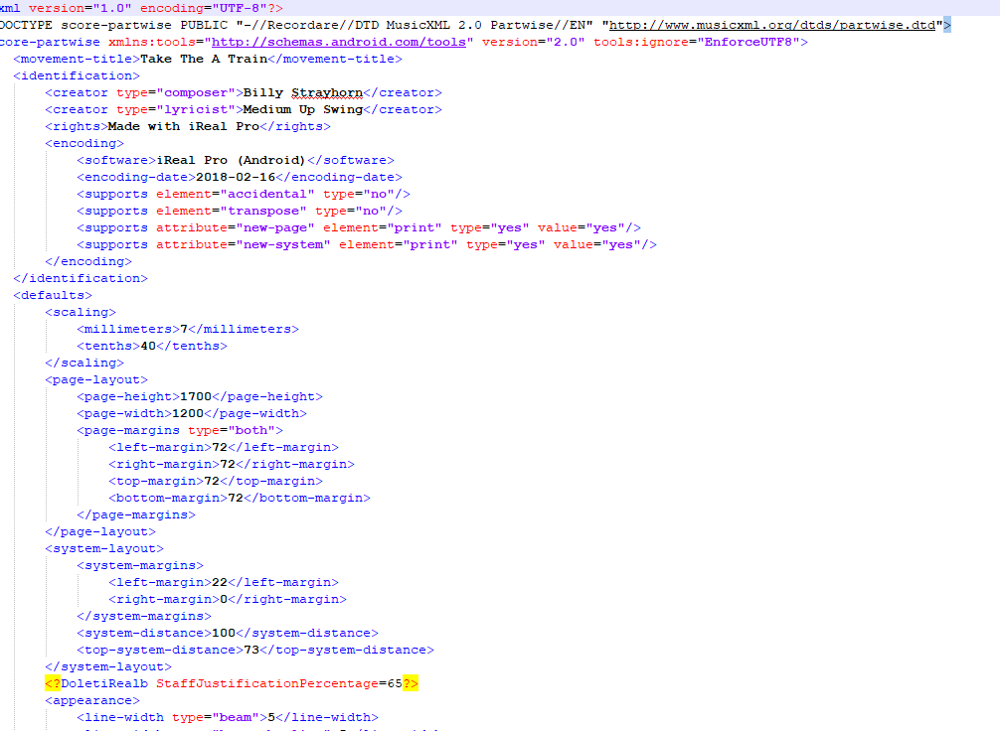 xml version="1.0" encoding="UTF-8"?>
DOCTYPE score-partwise PUBLIC "-//Recordare//DTD MusicXML 2.0 Partwise//EN" "http://www.musicxml.org/dtds/partwise.dtd">
core-partwise xmlns:tools="http://schemas.android.com/tools" version="2.0" tools:ignore="EnforceUTF8">
<movement-title>Take The A Train</movement-title>
<identification>
<creator type="composer">Billy Strayhorn</creator>
<creator type="lyricist">Medium Up Swing</creator>
<rights>Made with iReal Pro</rights>
<encoding>
<software>iReal Pro (Android)</software>
<encoding-date>2018-02-16</encoding-date>
<supports element="accidental" type="no"/>
<supports element="transpose" type="no"/>
<supports attribute="new-page" element="print" type="yes" value="yes"/>
<supports attribute="new-system" element="print" type="yes" value="yes"/>
</encoding>
</identification>
<defaults>
<scaling>
<millimeters>7</millimeters>
<tenths>40</tenths>
</scaling>
<page-layout>
<page-height>1700</page-height>
<page-width>1200</page-width>
<page-margins type="both">
<left-margin>72</left-margin>
<right-margin>72</right-margin>
<top-margin>72</top-margin>
<bottom-margin>72</bottom-margin>
</page-margins>
</page-layout>
<system-layout>
<system-margins>
<left-margin>22</left-margin>
<right-margin>0</right-margin>
</system-margins>
<system-distance>100</system-distance>
<top-system-distance>73</top-system-distance>
</system-layout>
<?DoletiRealb StaffJustificationPercentage=65?>
<appearance>
<line-width type="beam">5</line-width>